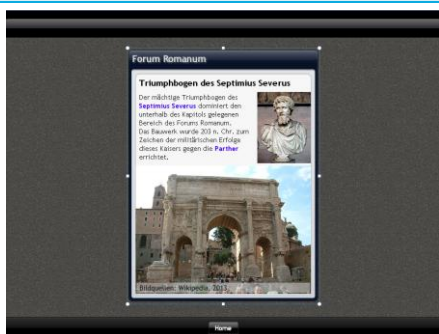 Forum Romanum
Triumphbogen des Septimius Severus
Der mächtige Triumphbogen des
Septimius Severus dominiert den
unterhalb des Kapitols gelegenen
Bereich des Forums Romanum.
Das Bauwerk wurde 203 n. Chr. zum
Zeichen der militärischen Erfolge
dieses Kaisers gegen die Parther
errichtet.
Bildquellen: Wikipedia, 2013
Home